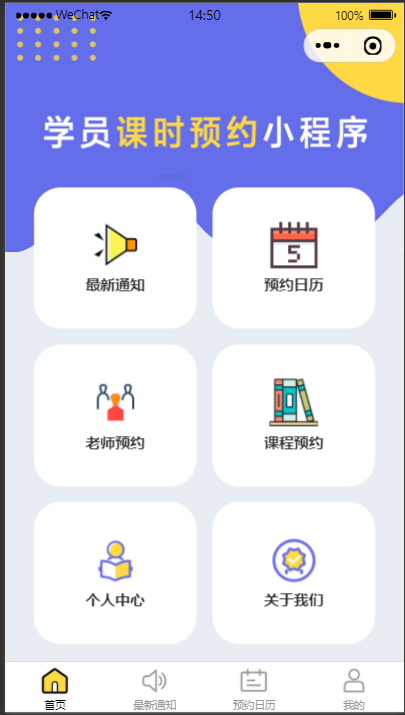 WeChat 14:50 100%
学员课时预约小程序
最新通知 预约日历
5
老师预约 课程预约
个人中心 关于我们
首页 最新通知 预约日历 我的